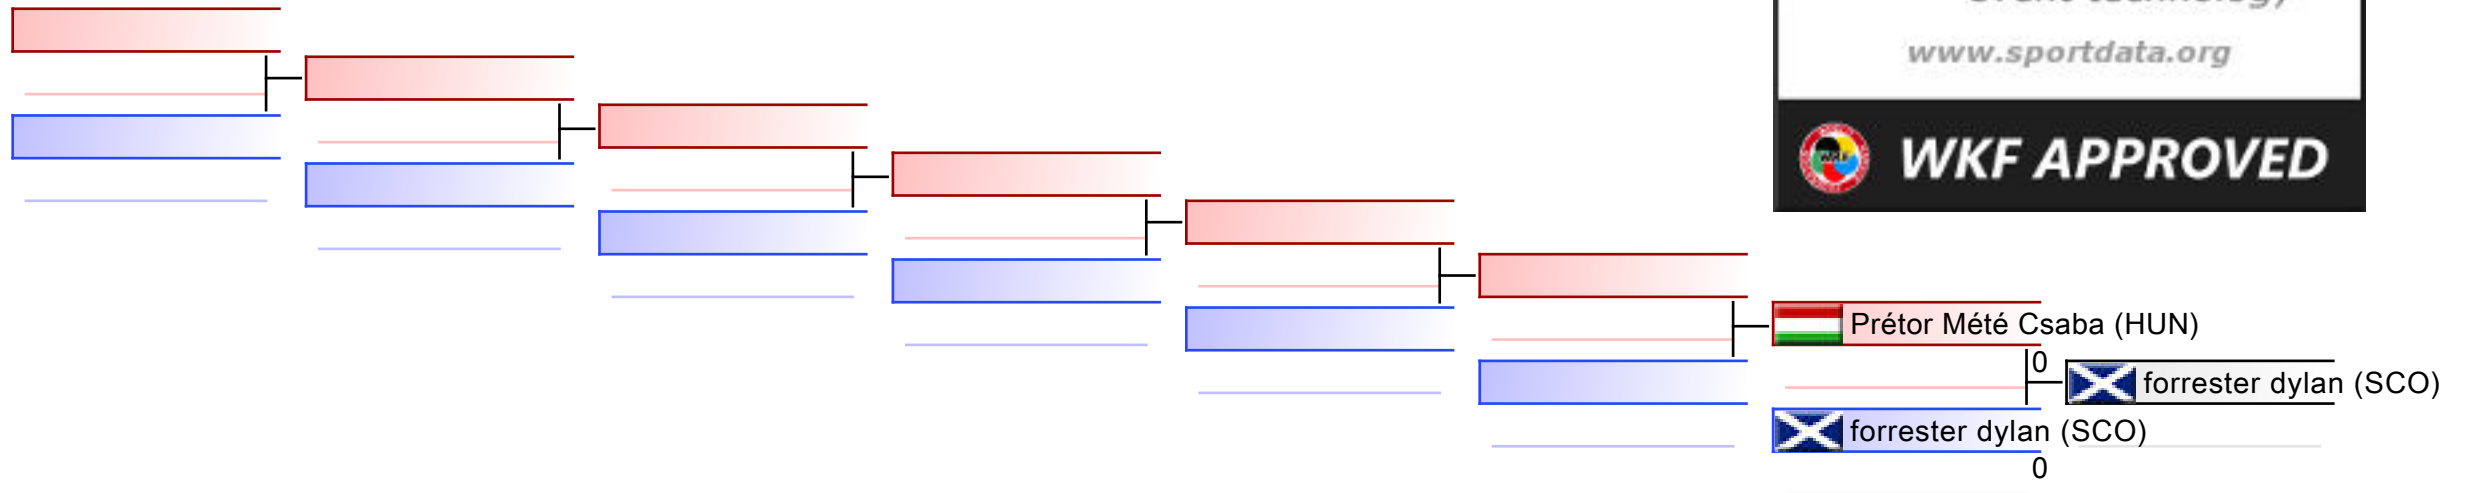 www.sportdata.org
WKF APPROVED
Prétor Mété Csaba (HUN)
0
forrester dylan (SCO)
forrester dylan (SCO)
0